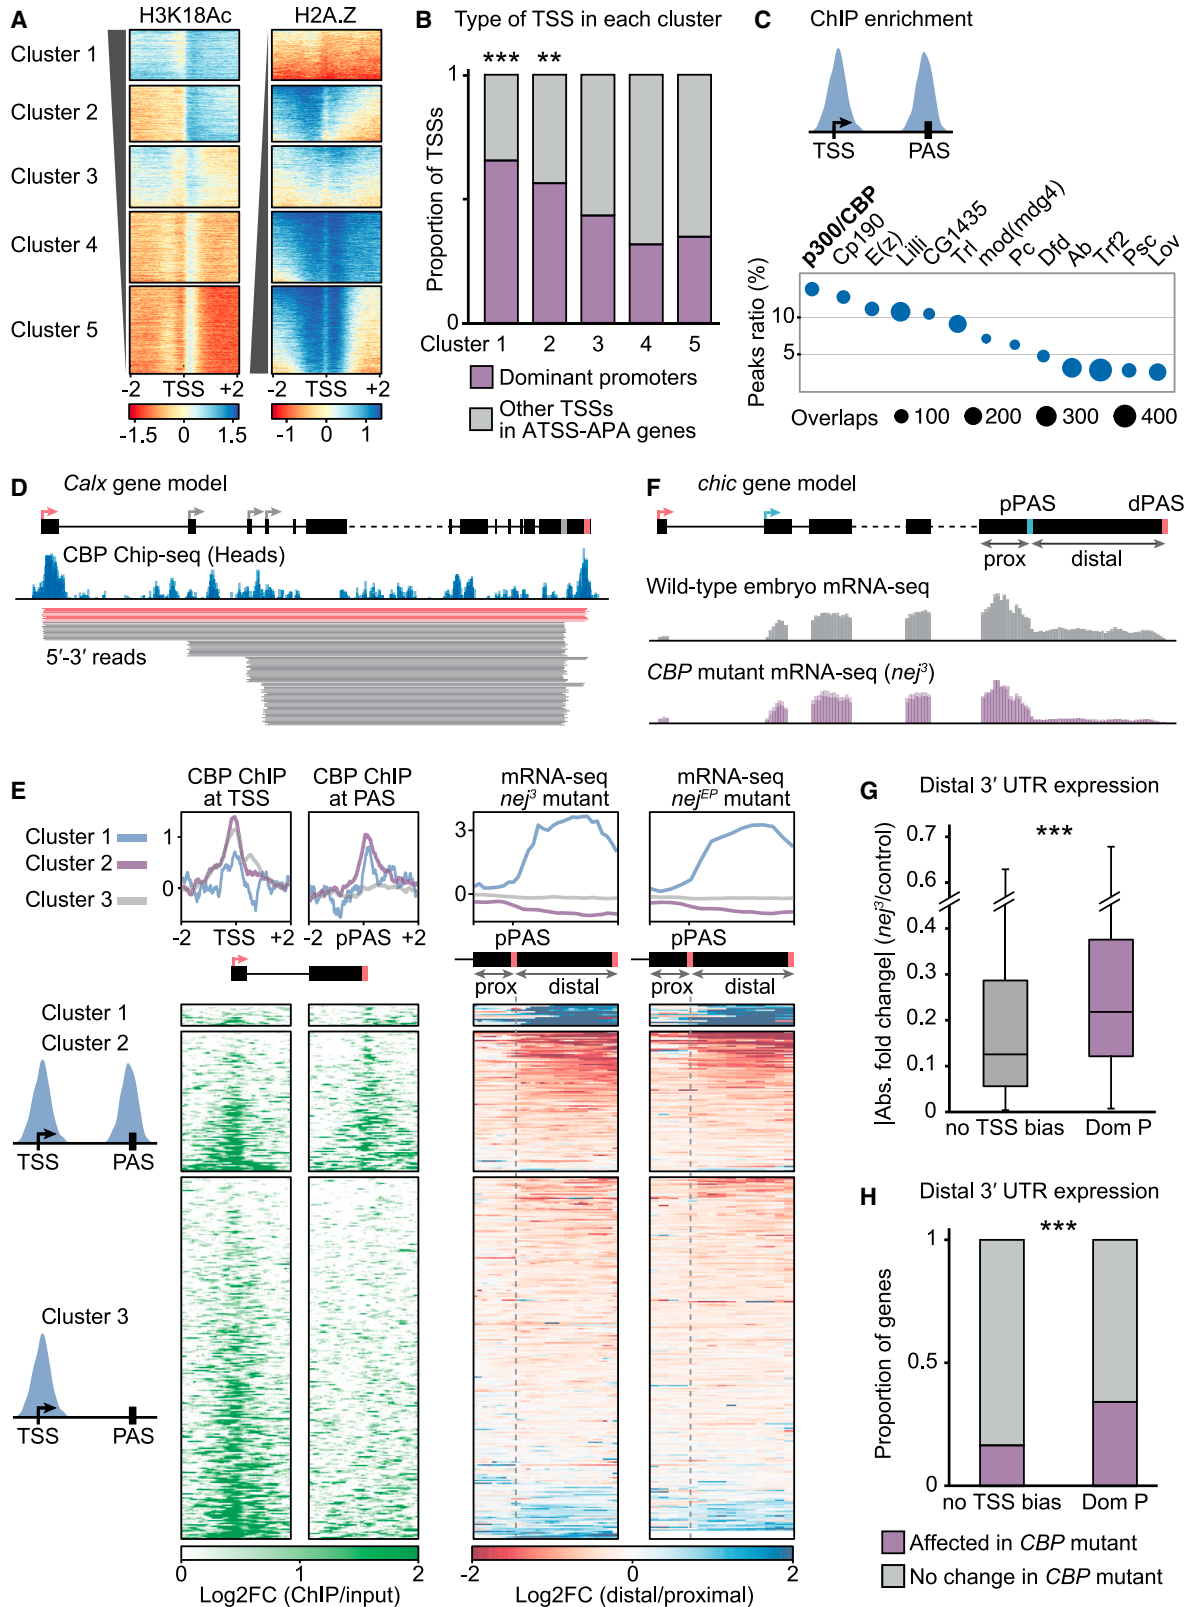 A
H3K18Ac
H2A.Z
Cluster 1
Cluster 2
Cluster 3
Cluster 4
Cluster 5
-2 TSS +2
-2 TSS +2
-1.5 0 1.5
-1 0 1
B Type of TSS in each cluster
*** **
Proportion of TSSs
1
0
Cluster 1 2 3 4 5
Dominant promoters
Other TSSs
in ATSS-APA genes
C ChIP enrichment
TSS PAS
p300/CBP
Cp190
E(z)
Lilli
CG1435
Trl
mod(mdg4)
Pc
Dfd
Ab
Trf2
Psc
Lov
Peaks ratio (%)
10
5
Overlaps 100 200 300 400
D Calx gene model
CBP Chip-seq (Heads)
5′-3′ reads
F chic gene model
pPAS dPAS
prox distal
Wild-type embryo mRNA-seq
CBP mutant mRNA-seq (nej³)
E
CBP ChIP
at TSS
CBP ChIP
at PAS
mRNA-seq
nej³ mutant
mRNA-seq
nejᴱᴾ mutant
Cluster 1
Cluster 2
Cluster 3
1
0
3
0
-2 TSS +2
-2 pPAS +2
pPAS
pPAS
prox distal
prox distal
Cluster 1
Cluster 2
TSS PAS
Cluster 3
TSS PAS
0 1 2
Log2FC (ChIP/input)
-2 0 2
Log2FC (distal/proximal)
G Distal 3′ UTR expression
***
|Abs. fold change| (nej³/control)
0.7
0.6
0.4
0.3
0.2
0.1
0
no TSS bias Dom P
H Distal 3′ UTR expression
***
Proportion of genes
1
0.5
0
no TSS bias Dom P
Affected in CBP mutant
No change in CBP mutant